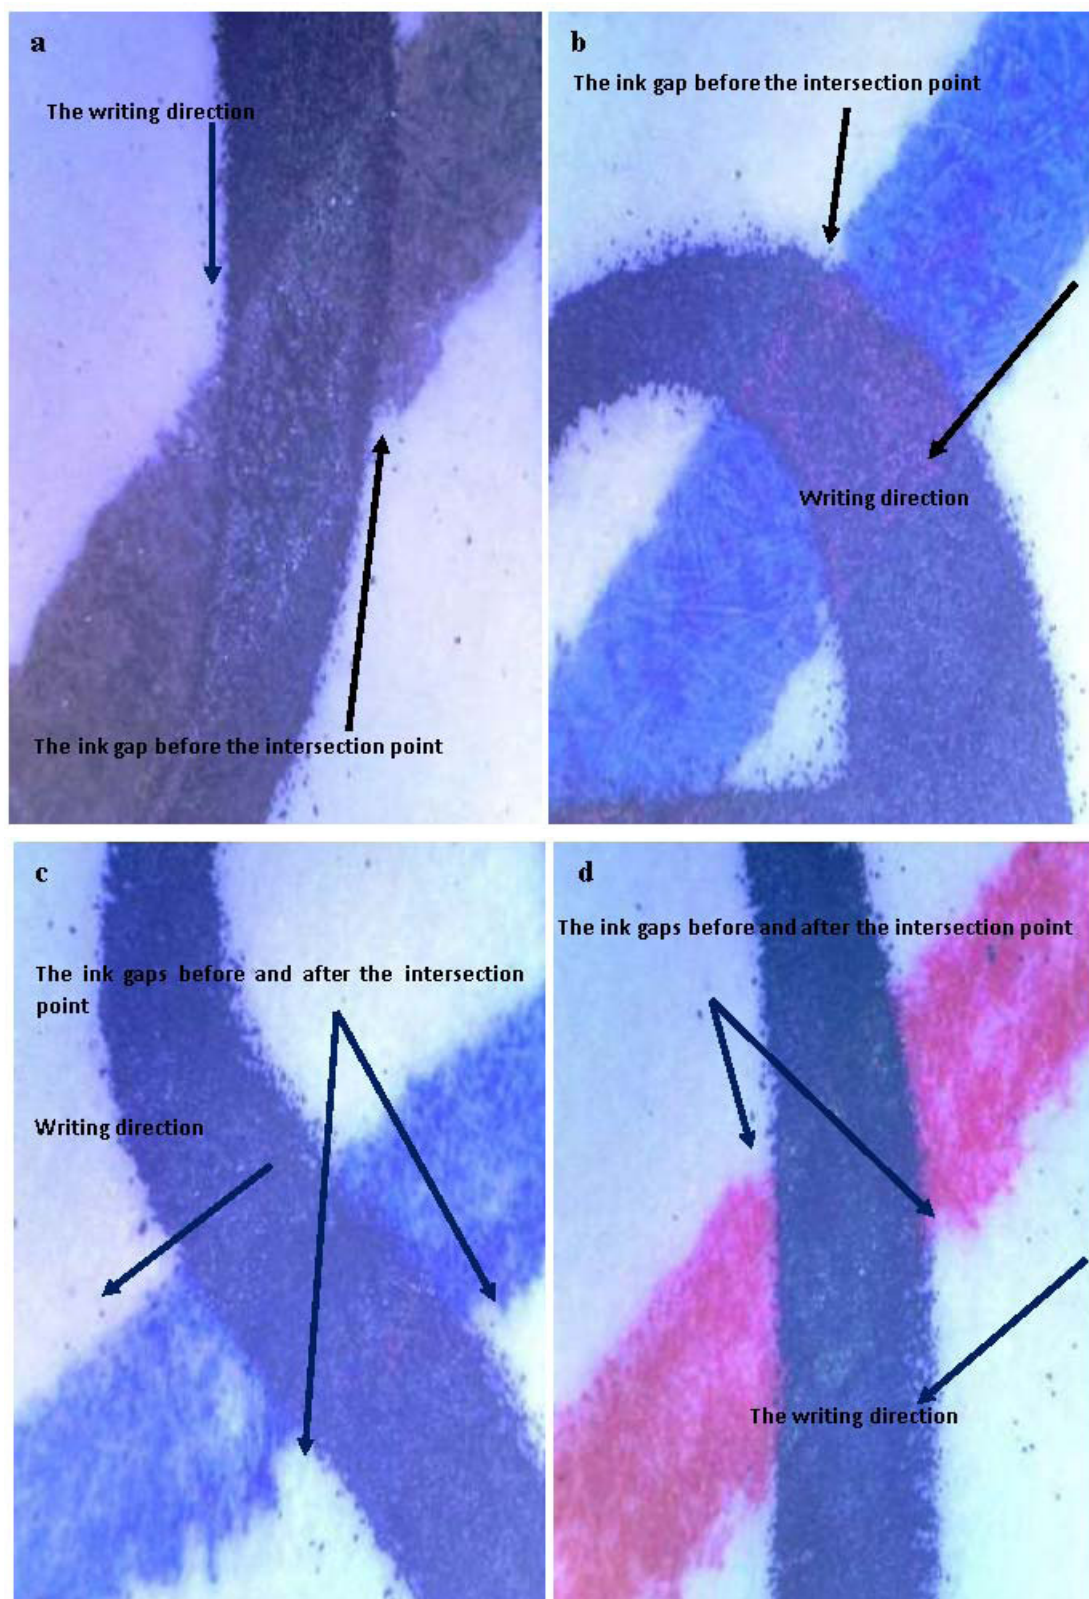 a
The writing direction
The ink gap before the intersection point
b
The ink gap before the intersection point
Writing direction
c
The ink gaps before and after the intersection
point
Writing direction
d
The ink gaps before and after the intersection point
The writing direction